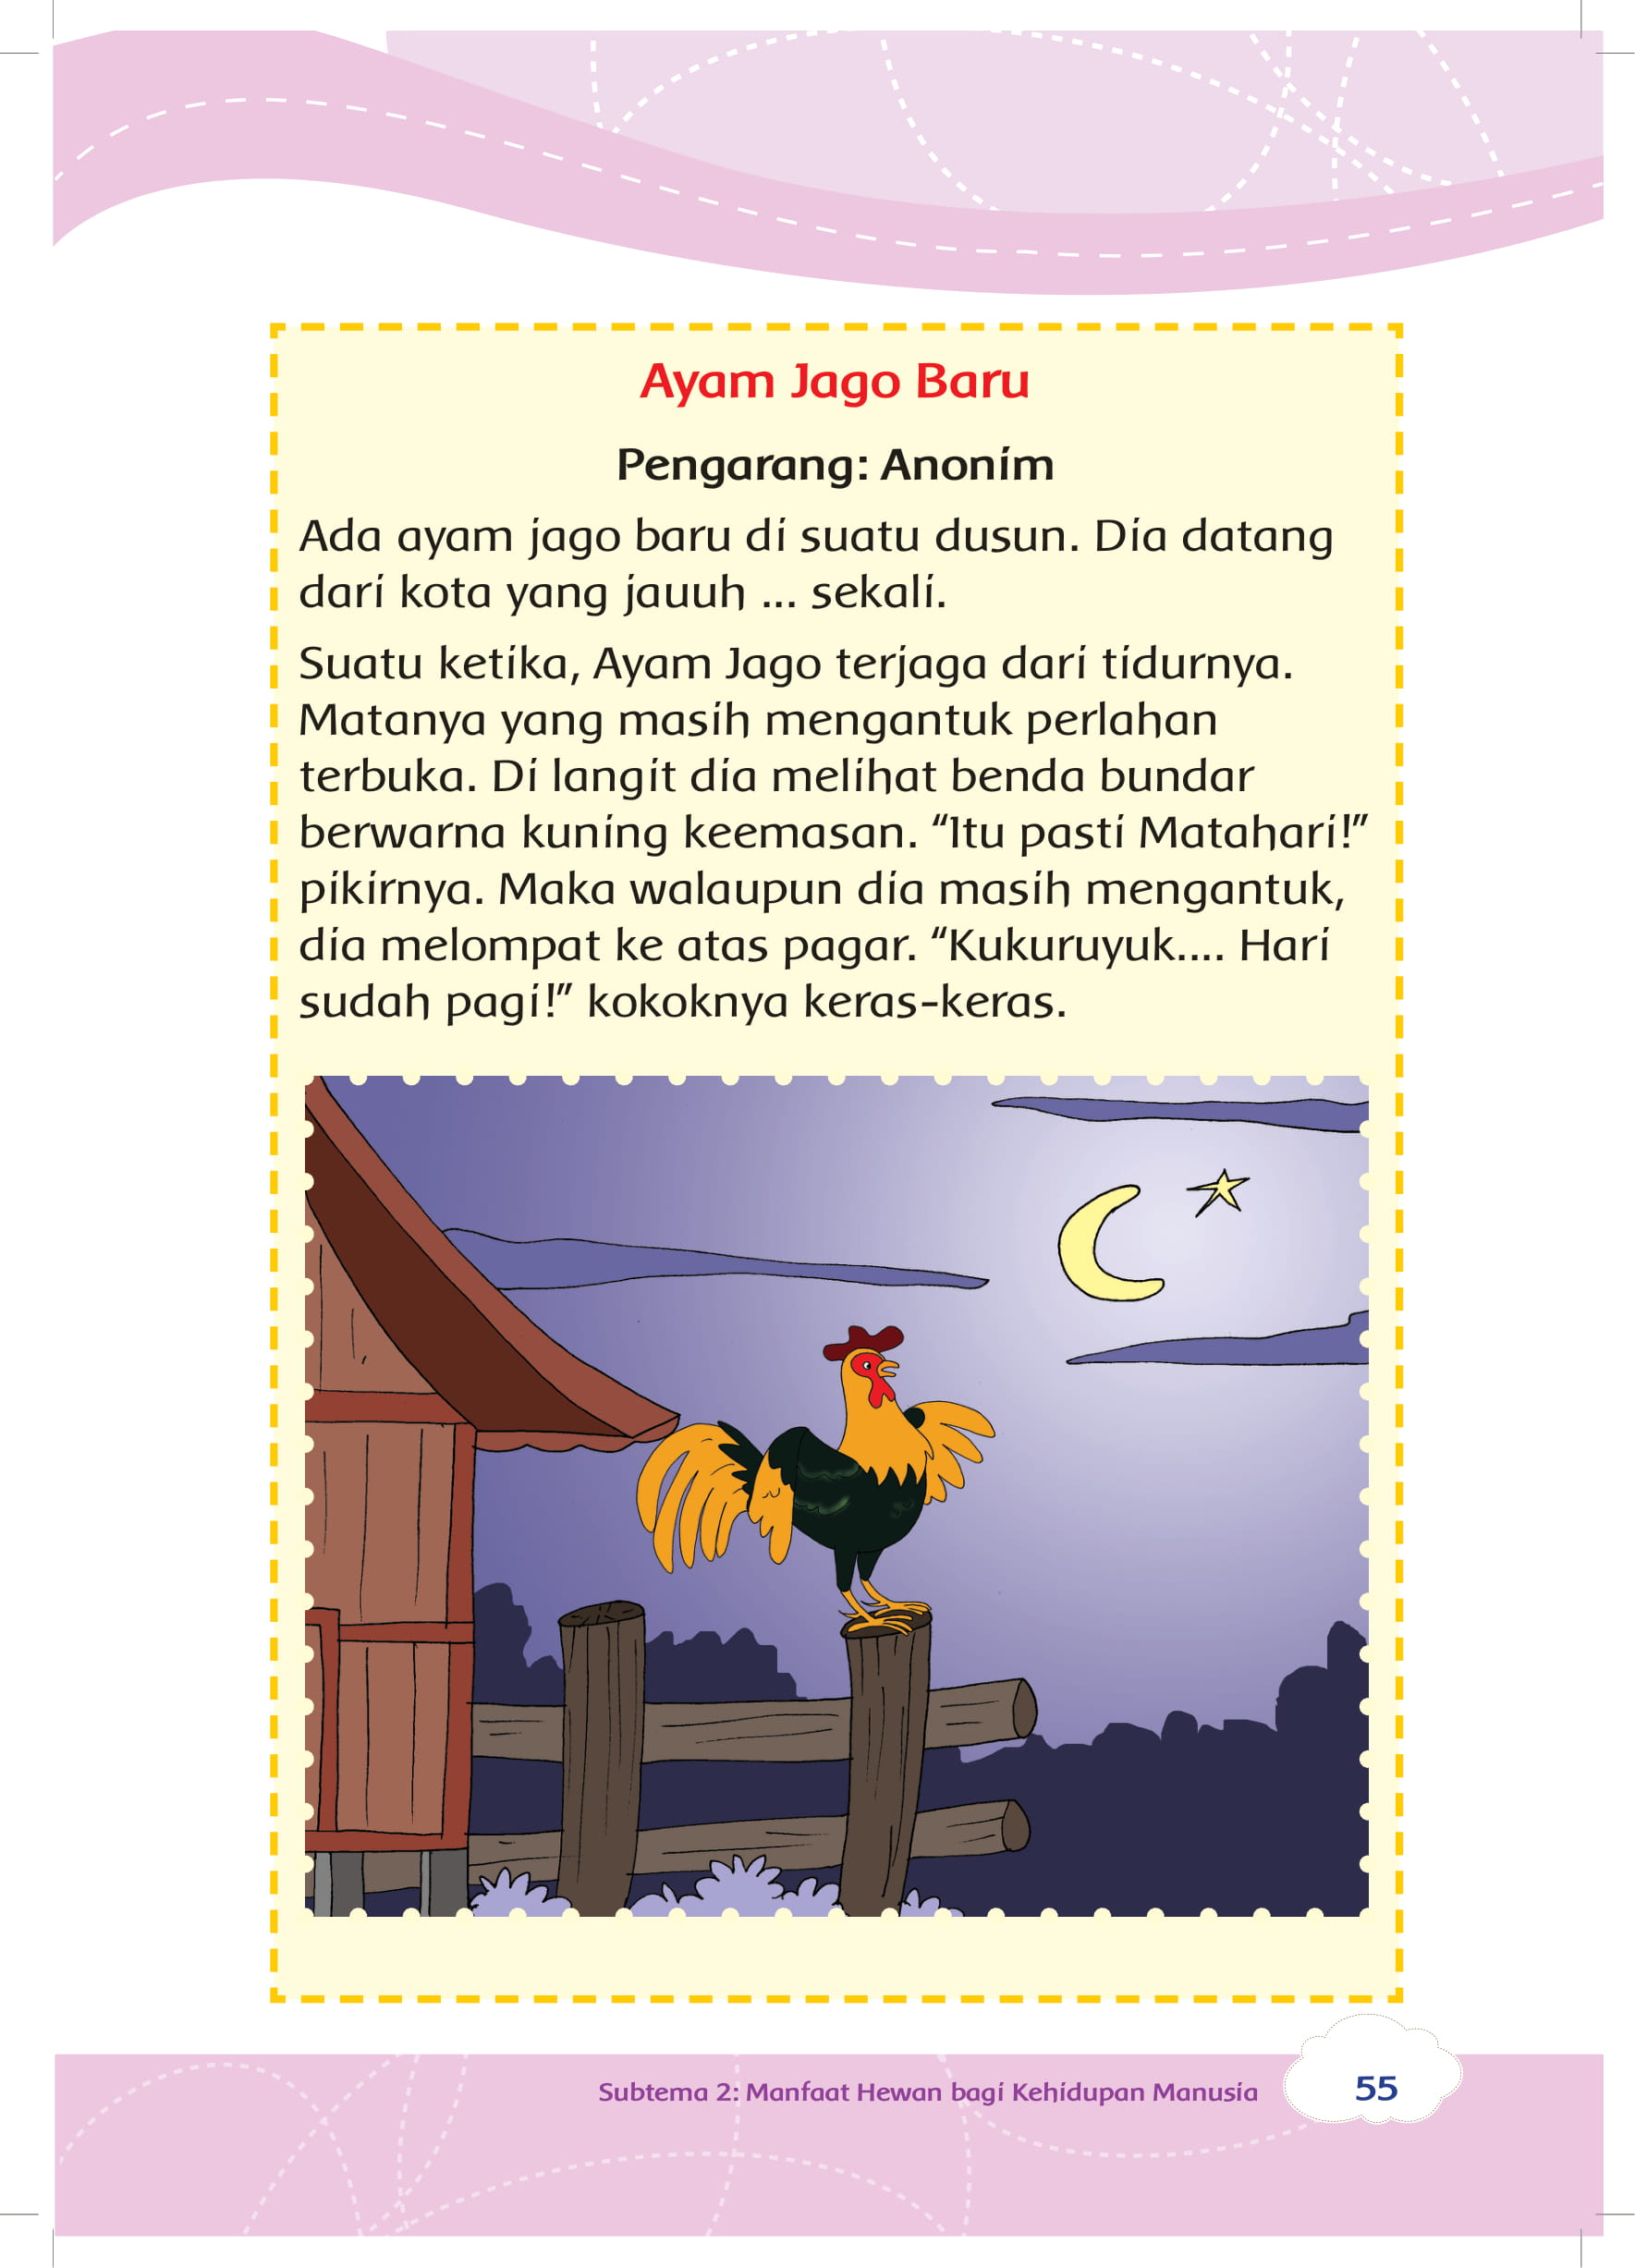 Ayam Jago Baru
Pengarang: Anonim
Ada ayam jago baru di suatu dusun. Dia datang
dari kota yang jauuh ... sekali.
Suatu ketika, Ayam Jago terjaga dari tidurnya.
Matanya yang masih mengantuk perlahan
terbuka. Di langit dia melihat benda bundar
berwarna kuning keemasan. “Itu pasti Matahari!”
pikirnya. Maka walaupun dia masih mengantuk,
dia melompat ke atas pagar. “Kukuruyuk.... Hari
sudah pagi!” kokoknya keras-keras.
Subtema 2: Manfaat Hewan bagi Kehidupan Manusia
55